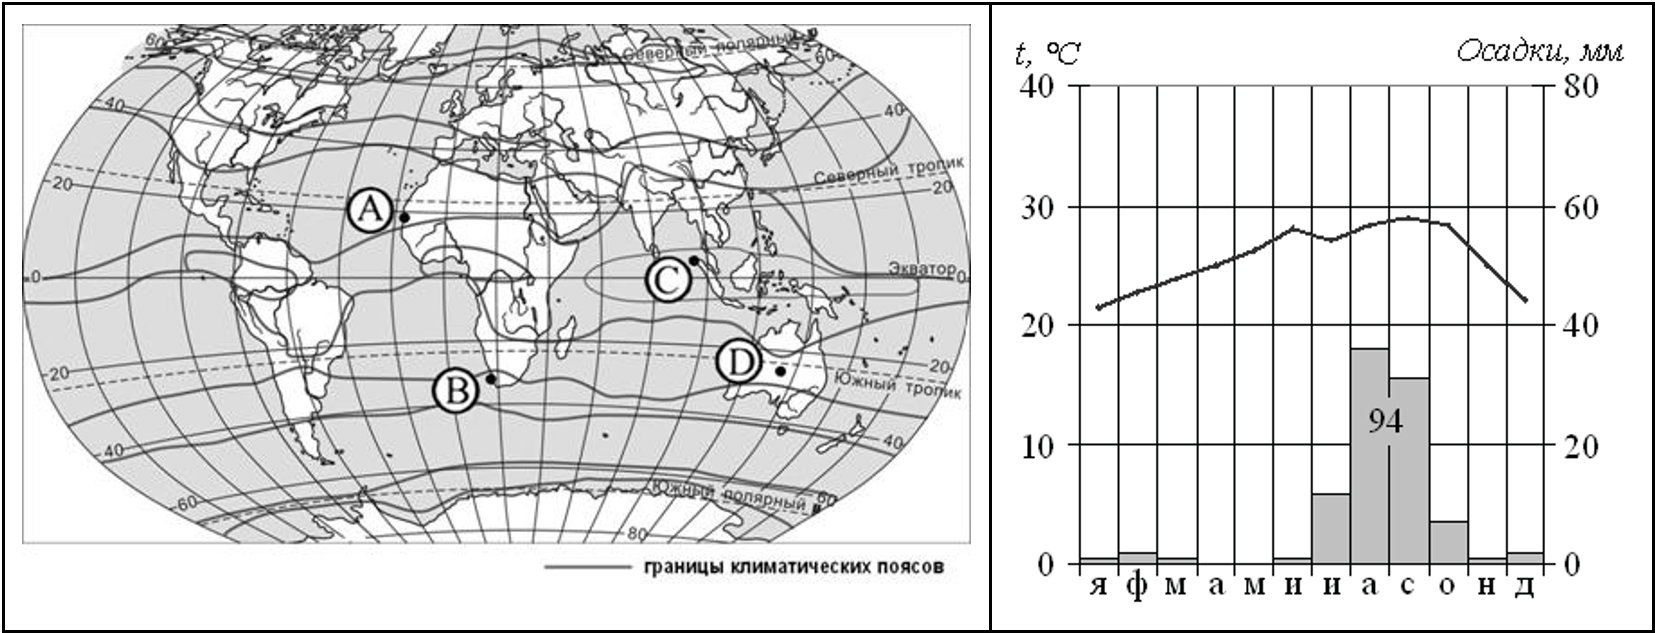 60
Северный полярный
60
40
40
Северный тропик
20
20
A
C
Экватор
0
0
D
B
20
20
Южный тропик
40
40
60
Южный полярный
60
80
границы климатических поясов
t, °C
Осадки, мм
40
80
30
60
20
40
10
20
94
0
0
я ф м а м и и а с о н д